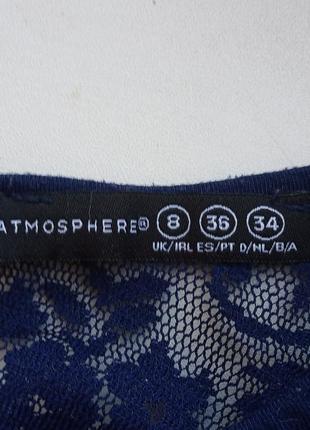 ATMOSPHERE® 8 36 34
UK/IRL ES/PT D/NL/B/A